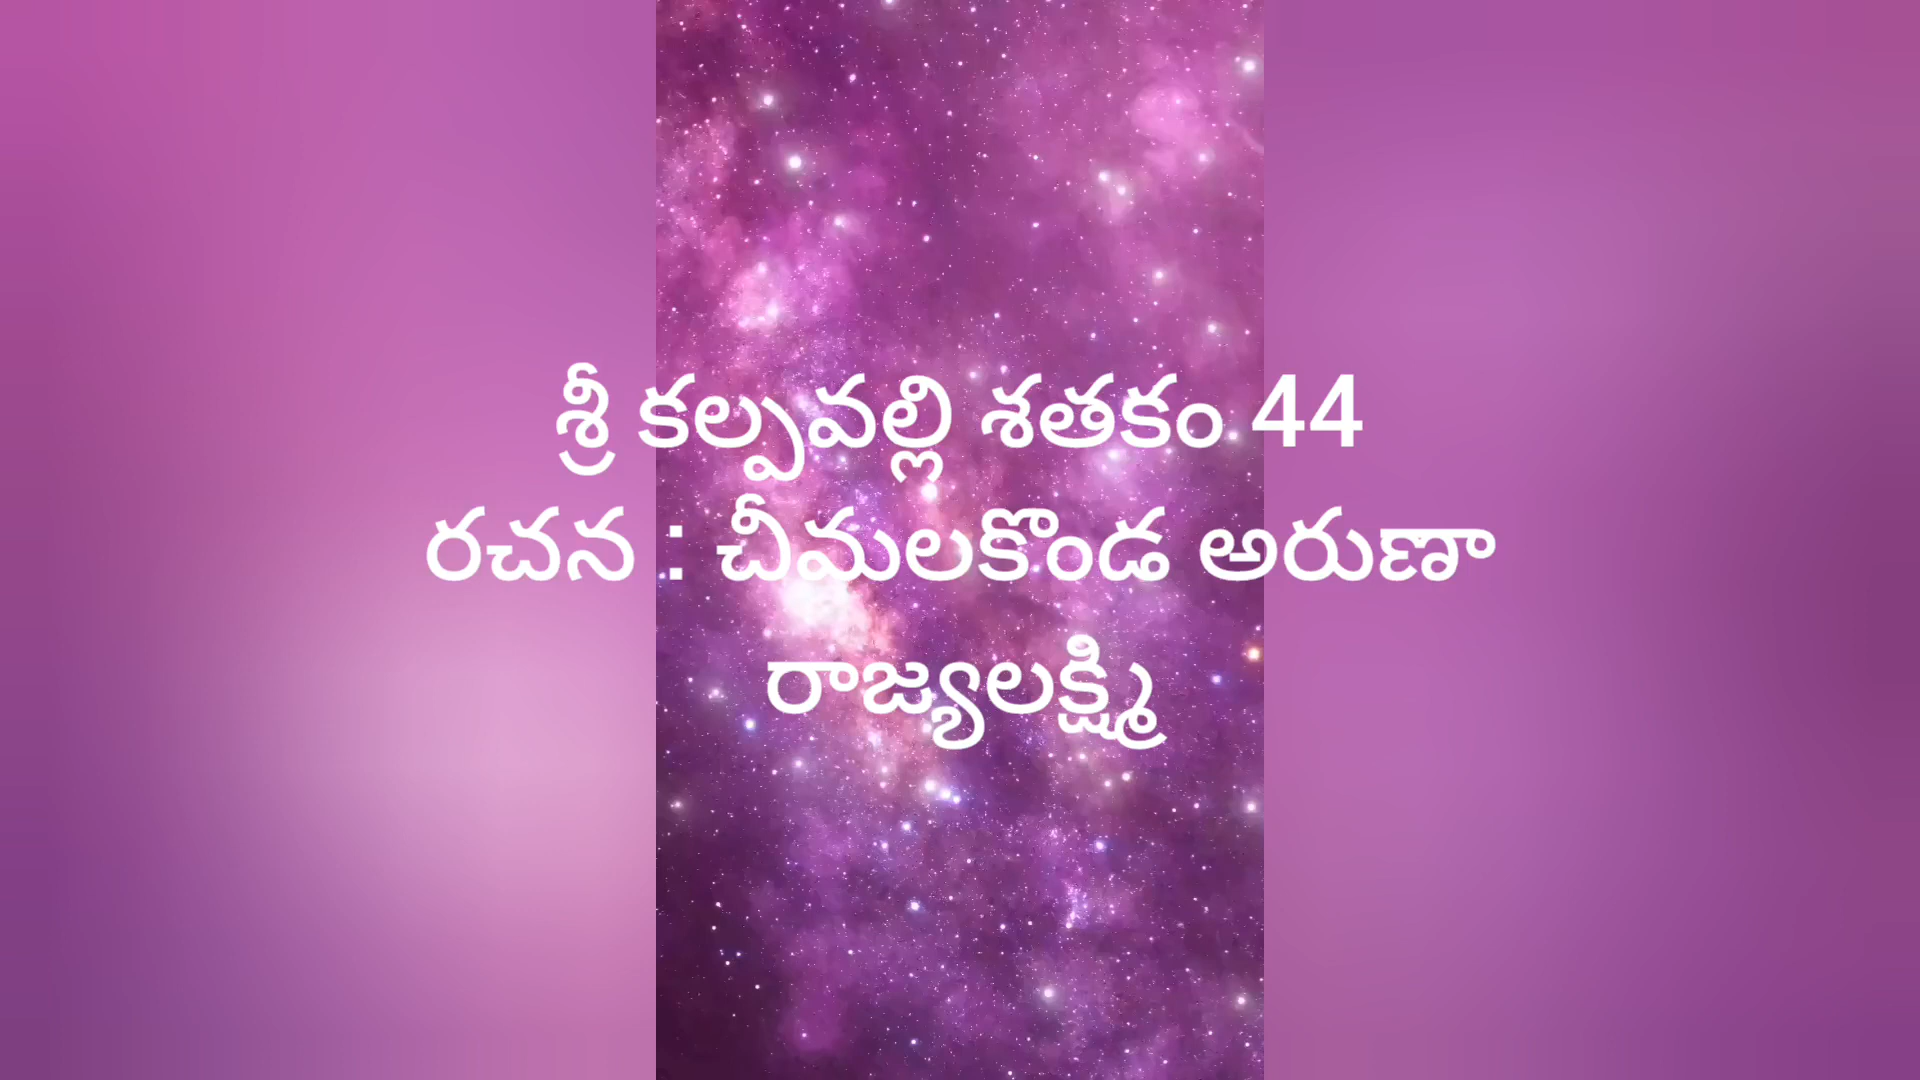 శ్రీ కల్పవల్లి శతకం 44
రచన : చీమలకొండ అరుణా
రాజ్యలక్ష్మి